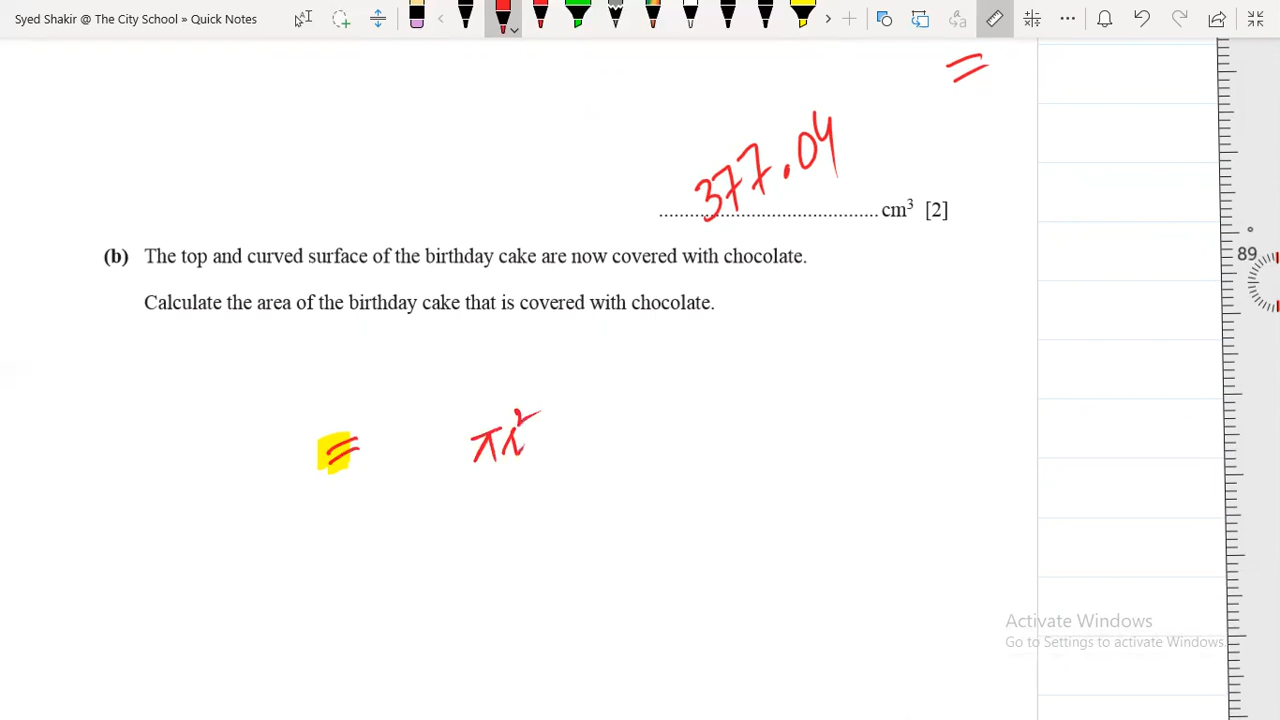 Syed Shakir @ The City School » Quick Notes
=
377.04
cm³ [2]
(b) The top and curved surface of the birthday cake are now covered with chocolate.
89
Calculate the area of the birthday cake that is covered with chocolate.
= πr²
Activate Windows
Go to Settings to activate Windows.